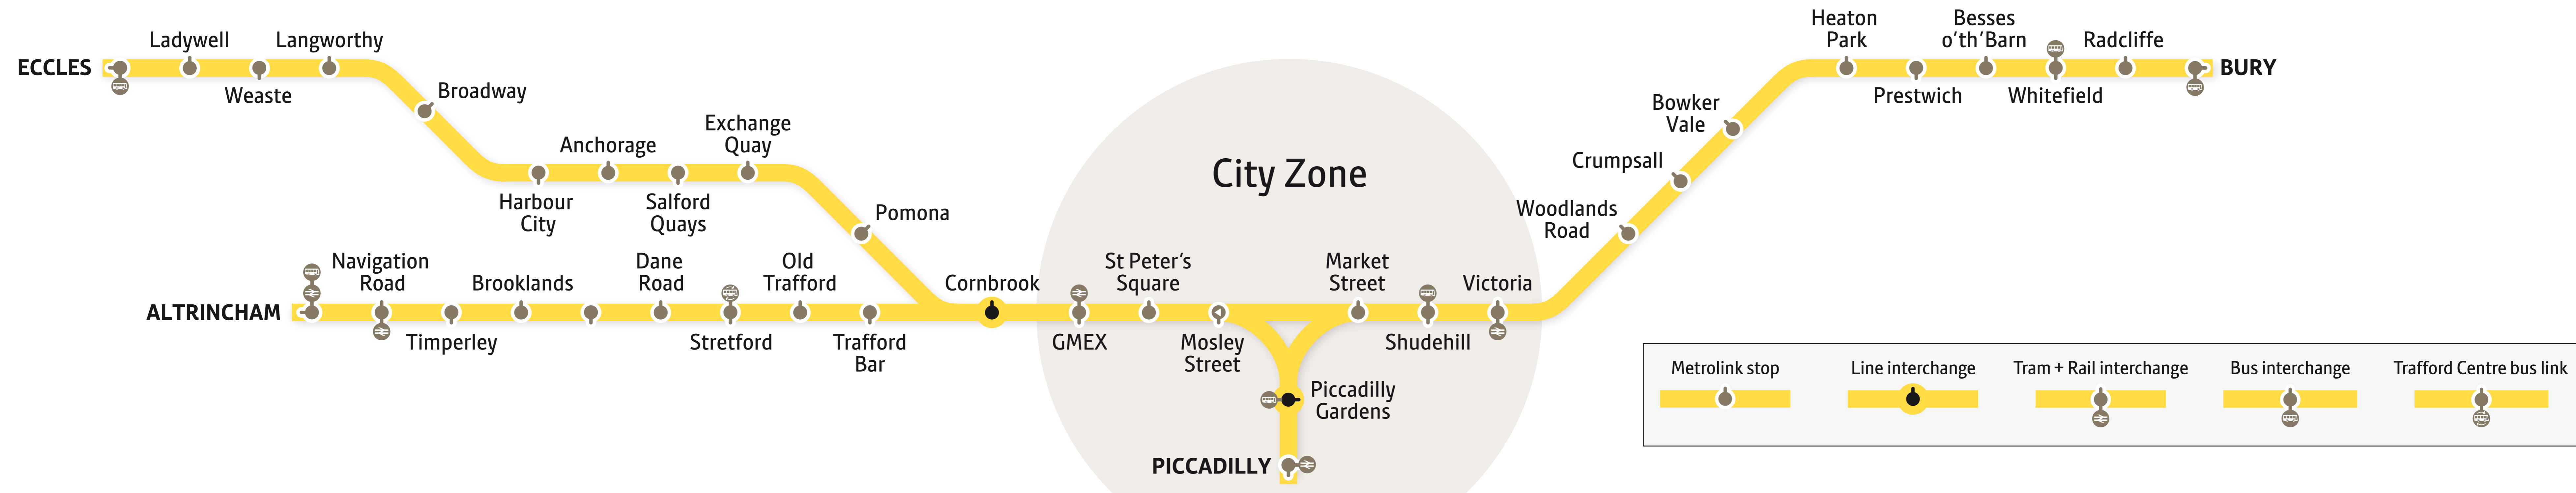 ECCLES
Ladywell
Weaste
Langworthy
Broadway
Harbour
City
Anchorage
Salford
Quays
Exchange
Quay
Pomona
ALTRINCHAM
Navigation
Road
Timperley
Brooklands
Dane
Road
Stretford
Old
Trafford
Trafford
Bar
Cornbrook
City Zone
GMEX
St Peter's
Square
Mosley
Street
Market
Street
Shudehill
Victoria
Piccadilly
Gardens
PICCADILLY
Woodlands
Road
Crumpsall
Bowker
Vale
Heaton
Park
Prestwich
Besses
o'th'Barn
Whitefield
Radcliffe
BURY
Metrolink stop
Line interchange
Tram + Rail interchange
Bus interchange
Trafford Centre bus link